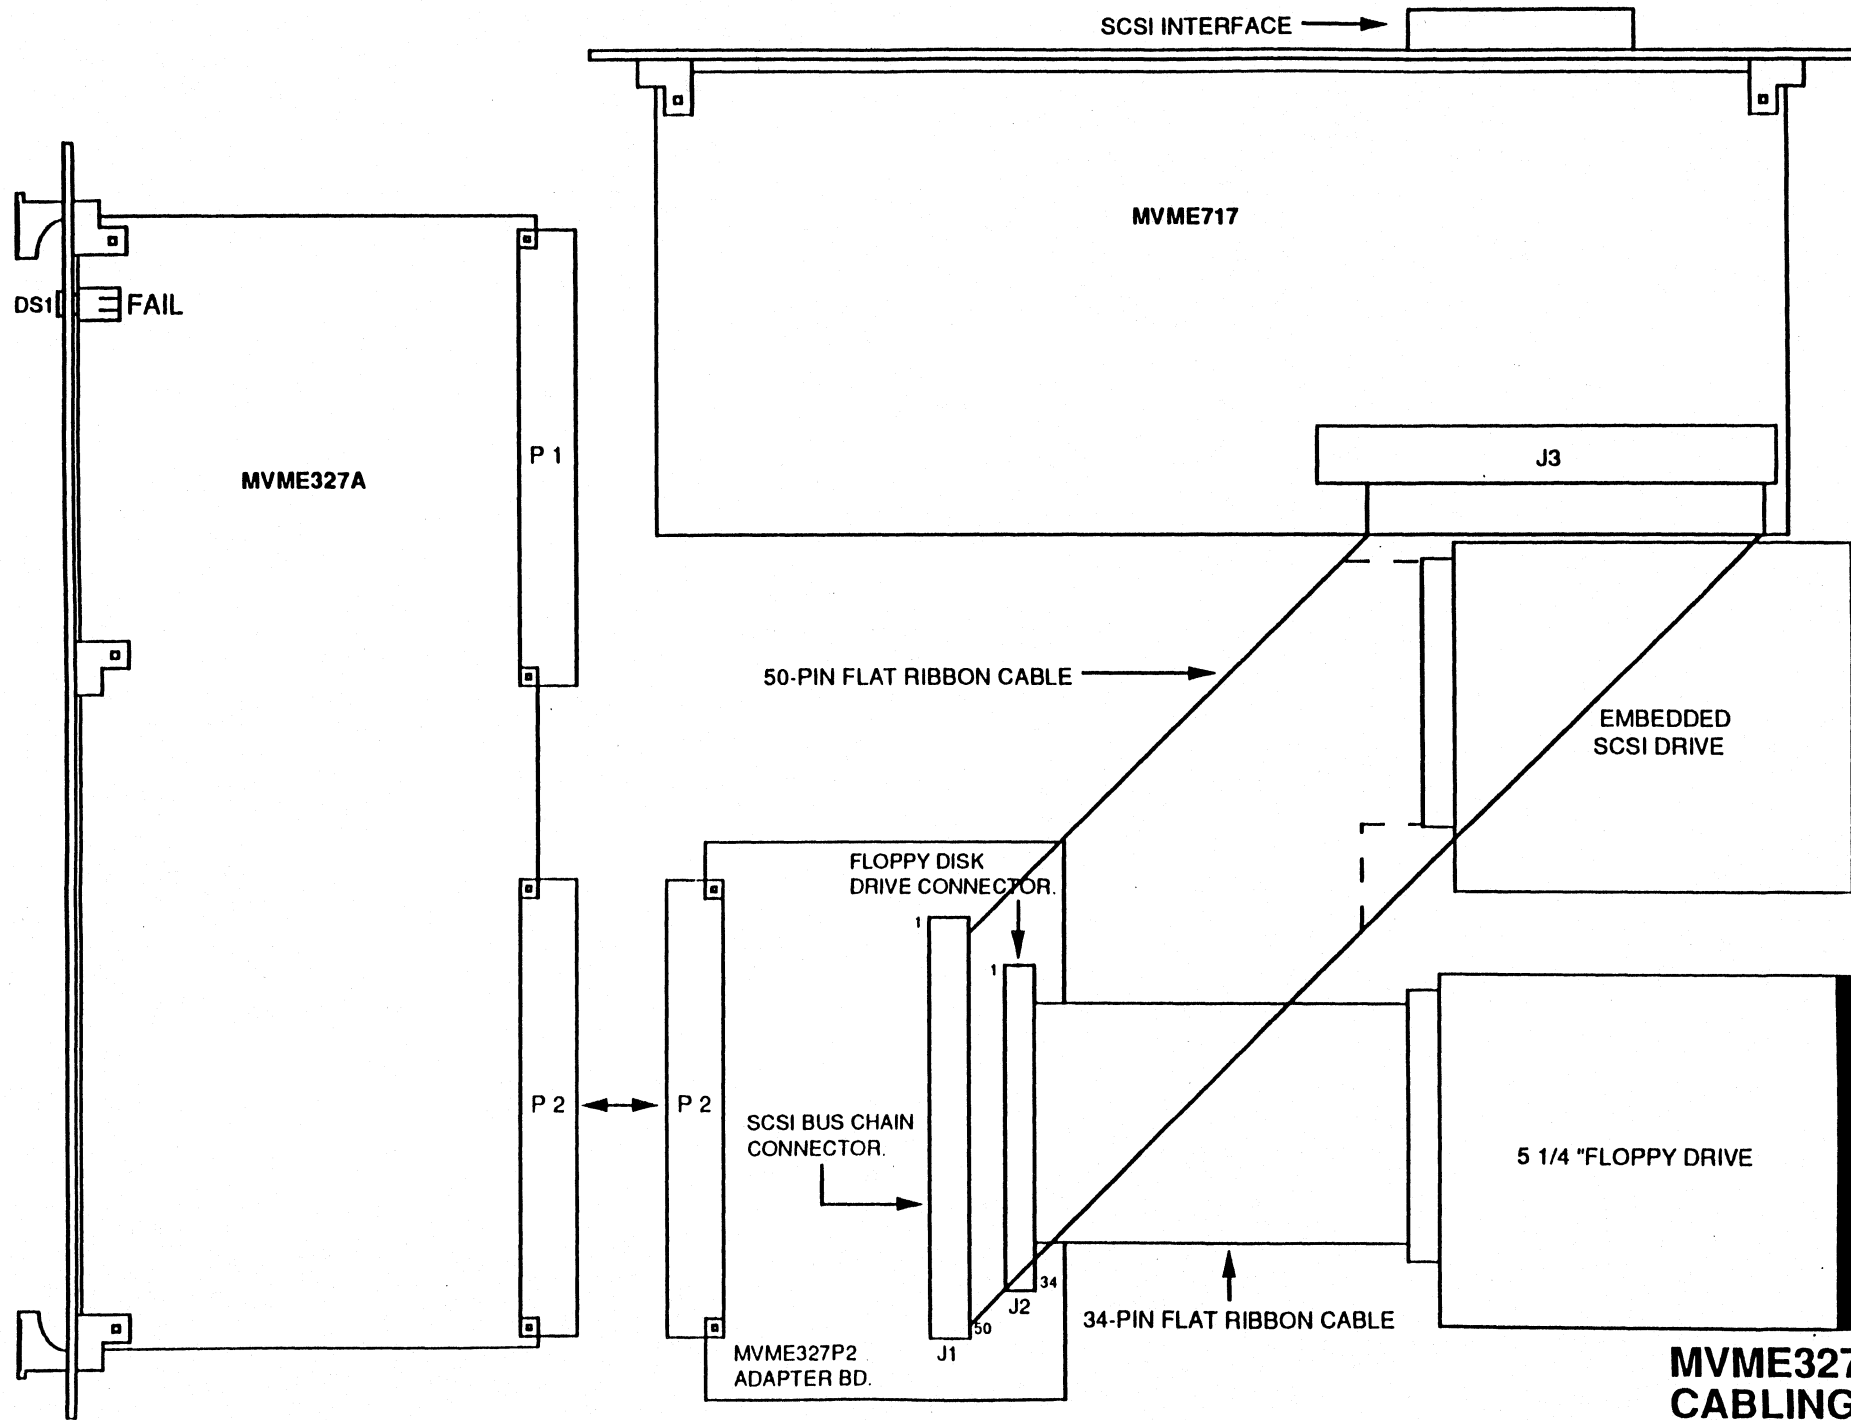 SCSI INTERFACE
MVME717
DS1
FAIL
P 1
MVME327A
J3
50-PIN FLAT RIBBON CABLE
EMBEDDED
SCSI DRIVE
FLOPPY DISK
DRIVE CONNECTOR.
1
1
P 2
P 2
SCSI BUS CHAIN
CONNECTOR.
5 1/4 "FLOPPY DRIVE
34
J2
50
34-PIN FLAT RIBBON CABLE
J1
MVME327P2
ADAPTER BD.
MVME327
CABLING